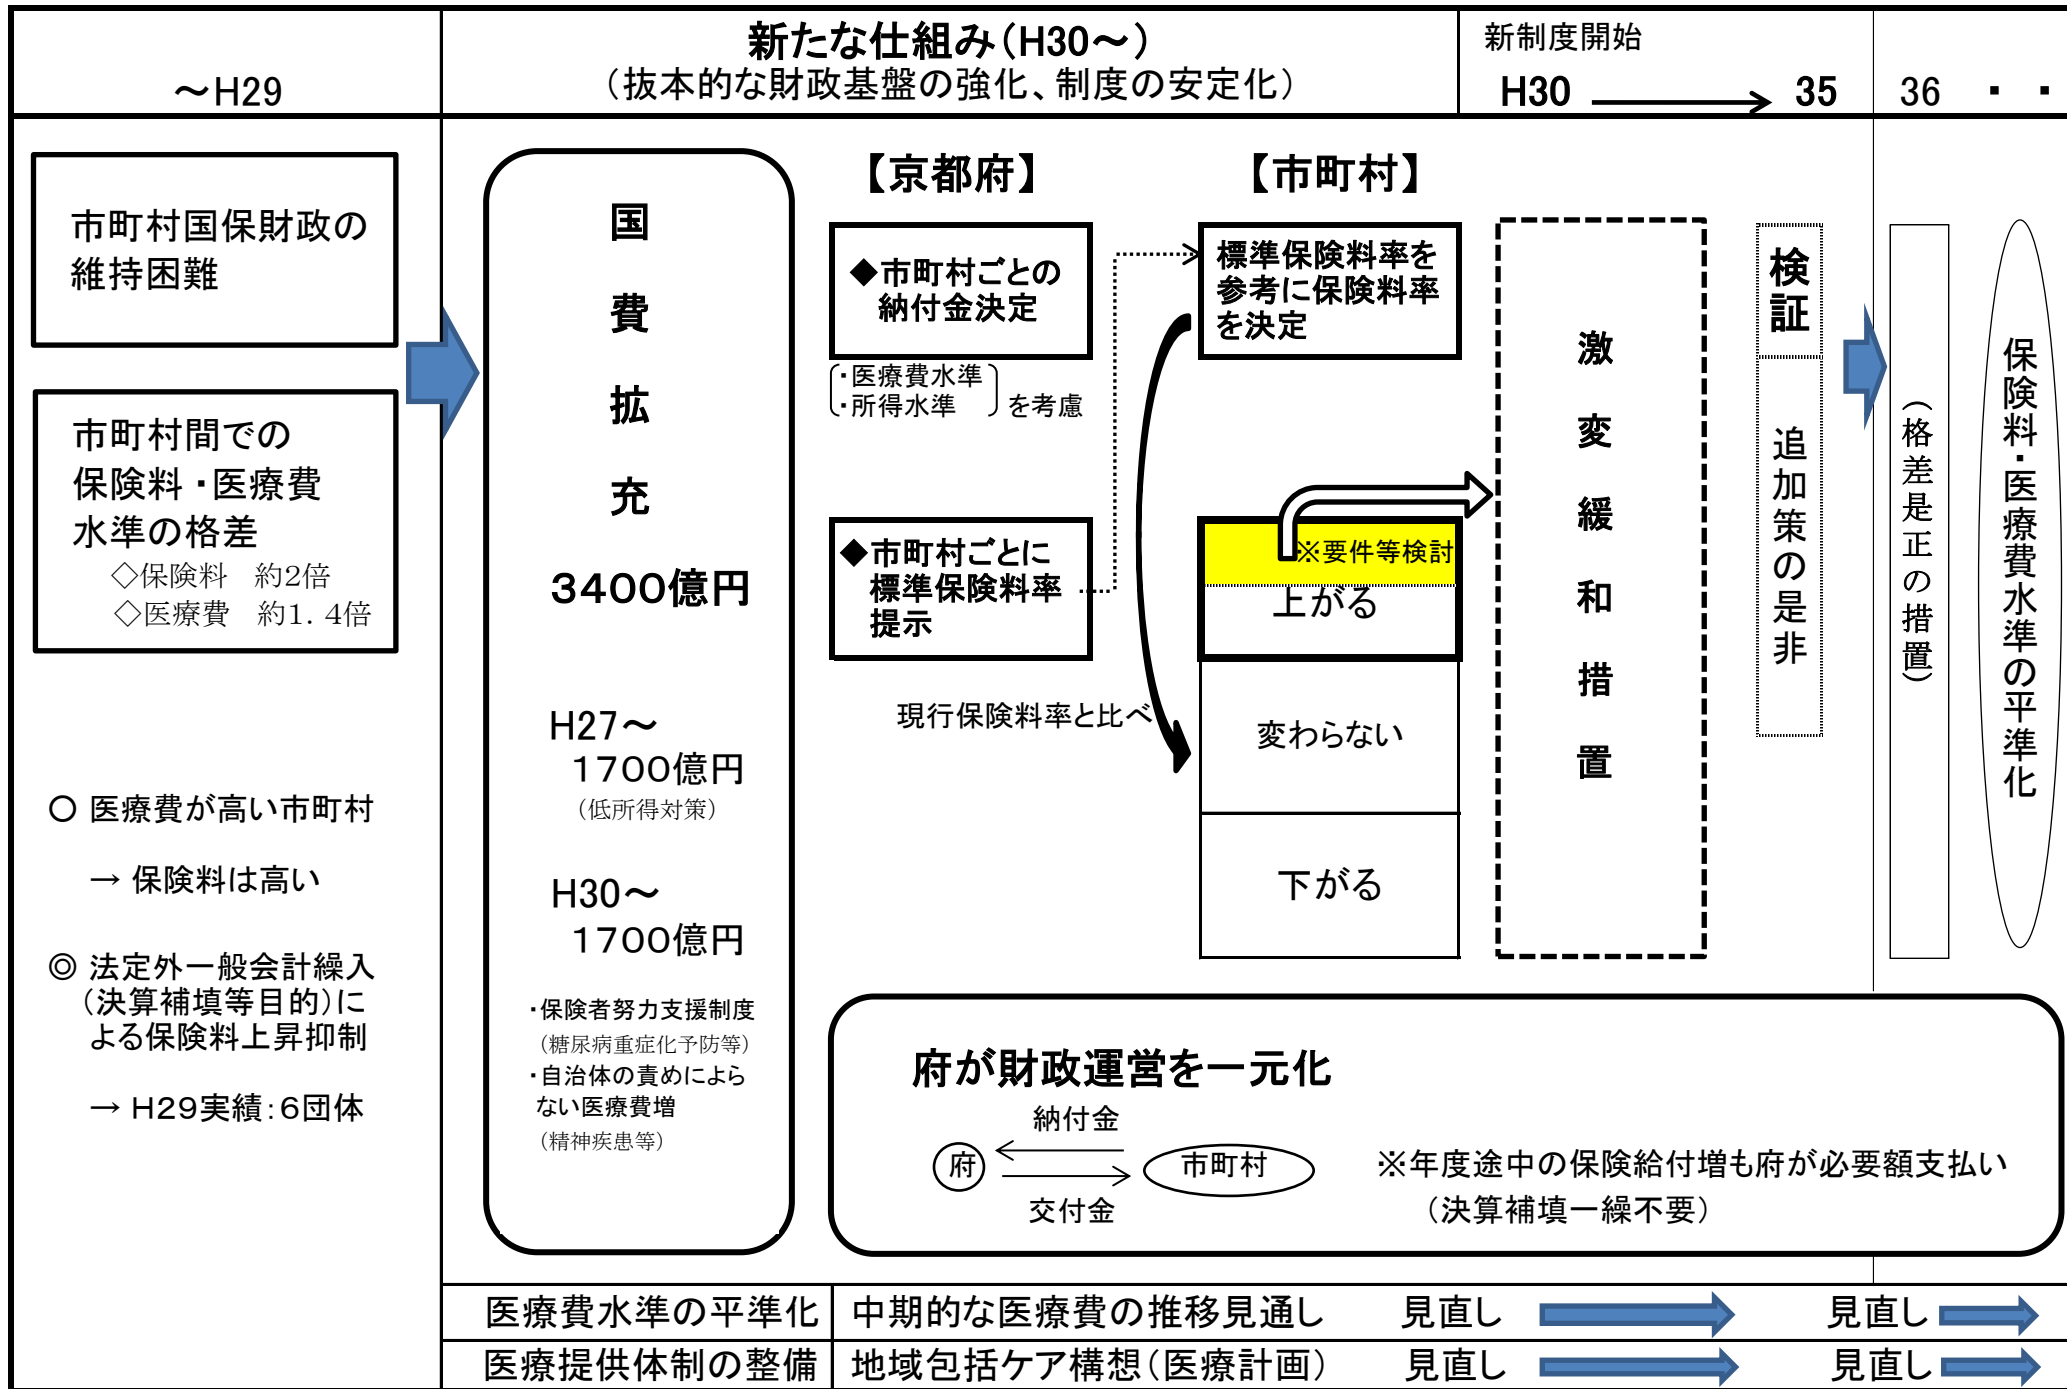 ～H29
新たな仕組み（H30～）
（抜本的な財政基盤の強化、制度の安定化）
新制度開始
H30 → 35
36 ・ ・
市町村国保財政の
維持困難
市町村間での
保険料・医療費
水準の格差
◇保険料　約2倍
◇医療費　約1．4倍
○ 医療費が高い市町村
→ 保険料は高い
◎ 法定外一般会計繰入
（決算補填等目的）に
よる保険料上昇抑制
→ H29実績：6団体
国費拡充
3400億円
H27～
1700億円
（低所得対策）
H30～
1700億円
・保険者努力支援制度
（糖尿病重症化予防等）
・自治体の責めによら
ない医療費増
（精神疾患等）
【京都府】
◆市町村ごとの
納付金決定
・医療費水準
・所得水準　を考慮
◆市町村ごとに
標準保険料率
提示
現行保険料率と比べ
【市町村】
標準保険料率を
参考に保険料率
を決定
※要件等検討
上がる
変わらない
下がる
激変緩和措置
検証
追加策の是非
（格差是正の措置）
保険料・医療費水準の平準化
府が財政運営を一元化
納付金
府
市町村
交付金
※年度途中の保険給付増も府が必要額支払い
（決算補填一繰不要）
医療費水準の平準化　中期的な医療費の推移見通し　見直し　見直し
医療提供体制の整備　地域包括ケア構想（医療計画）　見直し　見直し